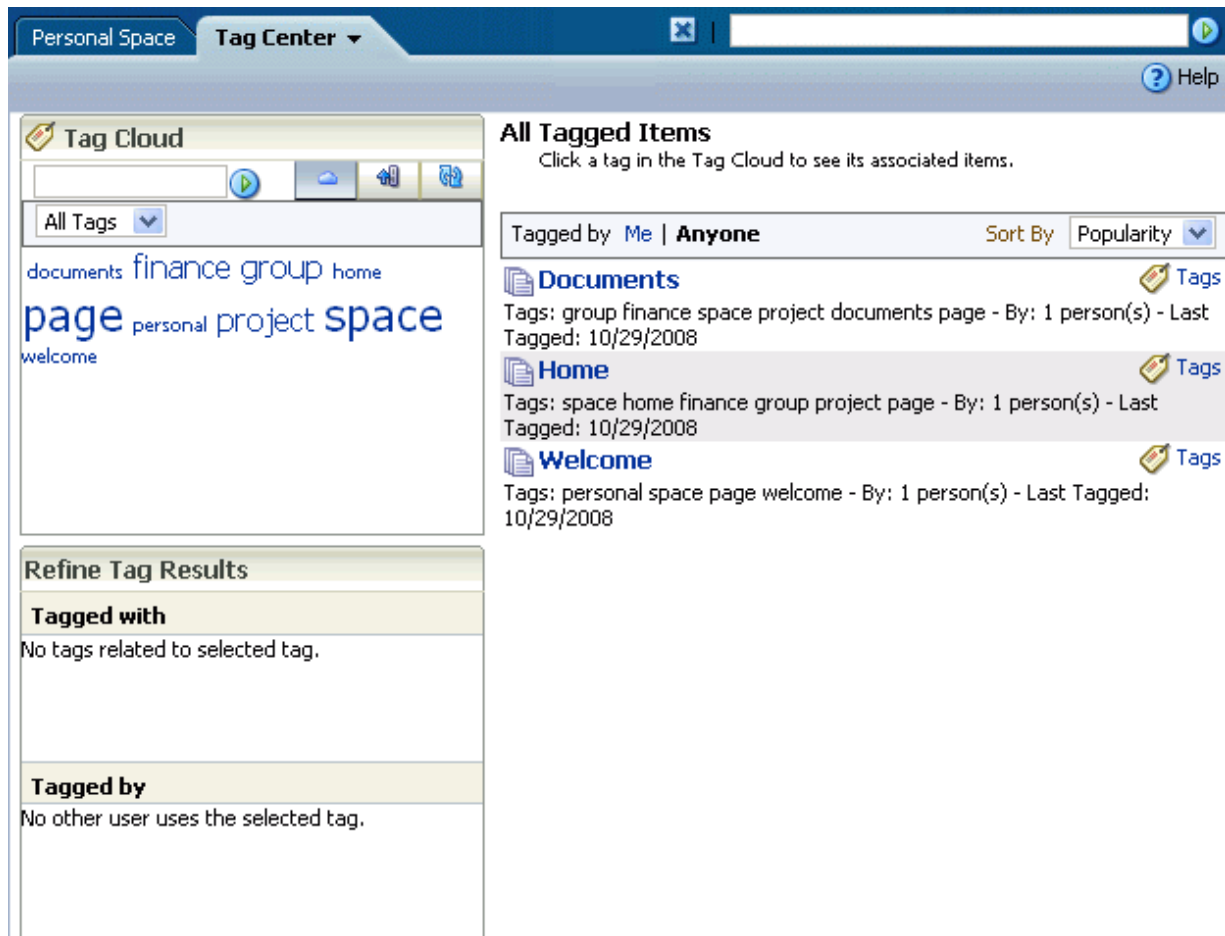 Personal Space
Tag Center
Help
Tag Cloud
All Tags
documents finance group home
page personal project space
welcome
Refine Tag Results
Tagged with
No tags related to selected tag.
Tagged by
No other user uses the selected tag.
All Tagged Items
Click a tag in the Tag Cloud to see its associated items.
Tagged by Me | Anyone
Sort By Popularity
Documents
Tags
Tags: group finance space project documents page - By: 1 person(s) - Last
Tagged: 10/29/2008
Home
Tags
Tags: space home finance group project page - By: 1 person(s) - Last
Tagged: 10/29/2008
Welcome
Tags
Tags: personal space page welcome - By: 1 person(s) - Last Tagged:
10/29/2008